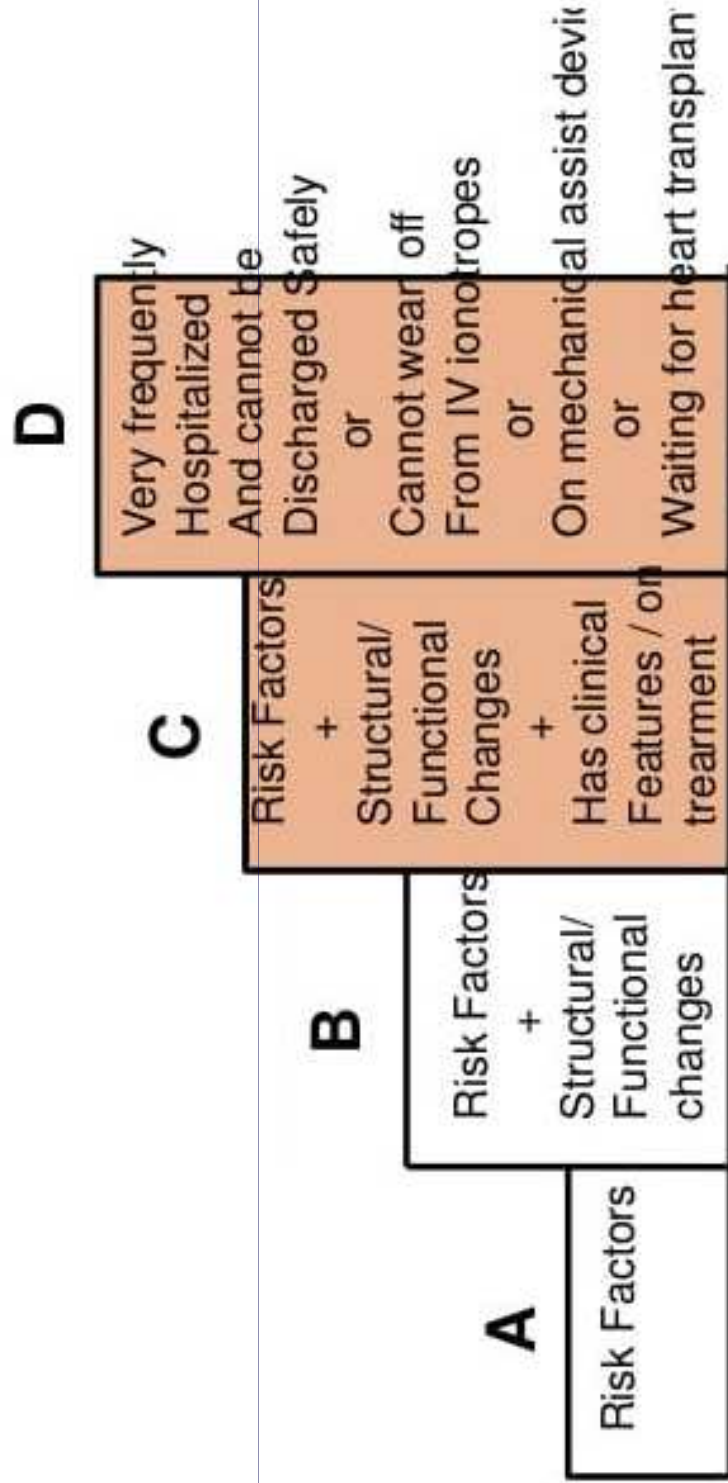 A
Risk Factors
B
Risk Factors
+
Structural/
Functional
changes
C
Risk Factors
+
Structural/
Functional
Changes
+
Has clinical
Features / on
trearment
D
Very frequently
Hospitalized
And cannot be
Discharged Safely
or
Cannot wear off
From IV ionotropes
or
On mechanical assist
or
Waiting for heart